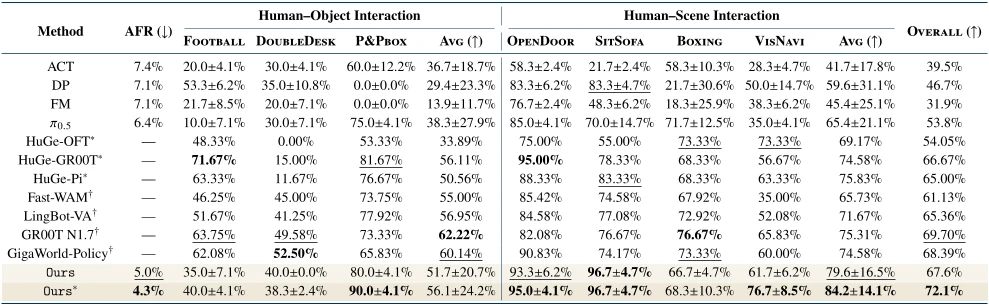 Human–Object Interaction Human–Scene Interaction
Method AFR (↓) FOOTBALL DOUBLEDESK P&PBOX AVG (↑) OPENDOOR SITSOFA BOXING VISNAVI AVG (↑) OVERALL (↑)
ACT 7.4% 20.0±4.1% 30.0±4.1% 60.0±12.2% 36.7±18.7% 58.3±2.4% 21.7±2.4% 58.3±10.3% 28.3±4.7% 41.7±17.8% 39.5%
DP 7.1% 53.3±6.2% 35.0±10.8% 0.0±0.0% 29.4±23.3% 83.3±6.2% 83.3±4.7% 21.7±30.6% 50.0±14.7% 59.6±31.1% 46.7%
FM 7.1% 21.7±8.5% 20.0±7.1% 0.0±0.0% 13.9±11.7% 76.7±2.4% 48.3±6.2% 18.3±25.9% 38.3±6.2% 45.4±25.1% 31.9%
π0.5 6.4% 10.0±7.1% 30.0±7.1% 75.0±4.1% 38.3±27.9% 85.0±4.1% 70.0±14.7% 71.7±12.5% 35.0±4.1% 65.4±21.1% 53.8%
HuGe-OFT* — 48.33% 0.00% 53.33% 33.89% 75.00% 55.00% 73.33% 73.33% 69.17% 54.05%
HuGe-GR00T* — 71.67% 15.00% 81.67% 56.11% 95.00% 78.33% 68.33% 56.67% 74.58% 66.67%
HuGe-Pi* — 63.33% 11.67% 76.67% 50.56% 88.33% 83.33% 68.33% 63.33% 75.83% 65.00%
Fast-WAM† — 46.25% 45.00% 73.75% 55.00% 85.42% 74.58% 67.92% 35.00% 65.73% 61.13%
LingBot-VA† — 51.67% 41.25% 77.92% 56.95% 84.58% 77.08% 72.92% 52.08% 71.67% 65.36%
GR00T N1.7† — 63.75% 49.58% 73.33% 62.22% 82.08% 76.67% 76.67% 65.83% 75.31% 69.70%
GigaWorld-Policy† — 62.08% 52.50% 65.83% 60.14% 90.83% 74.17% 73.33% 60.00% 74.58% 68.39%
Ours 5.0% 35.0±7.1% 40.0±0.0% 80.0±4.1% 51.7±20.7% 93.3±6.2% 96.7±4.7% 66.7±4.7% 61.7±6.2% 79.6±16.5% 67.6%
Ours* 4.3% 40.0±4.1% 38.3±2.4% 90.0±4.1% 56.1±24.2% 95.0±4.1% 96.7±4.7% 68.3±10.3% 76.7±8.5% 84.2±14.1% 72.1%